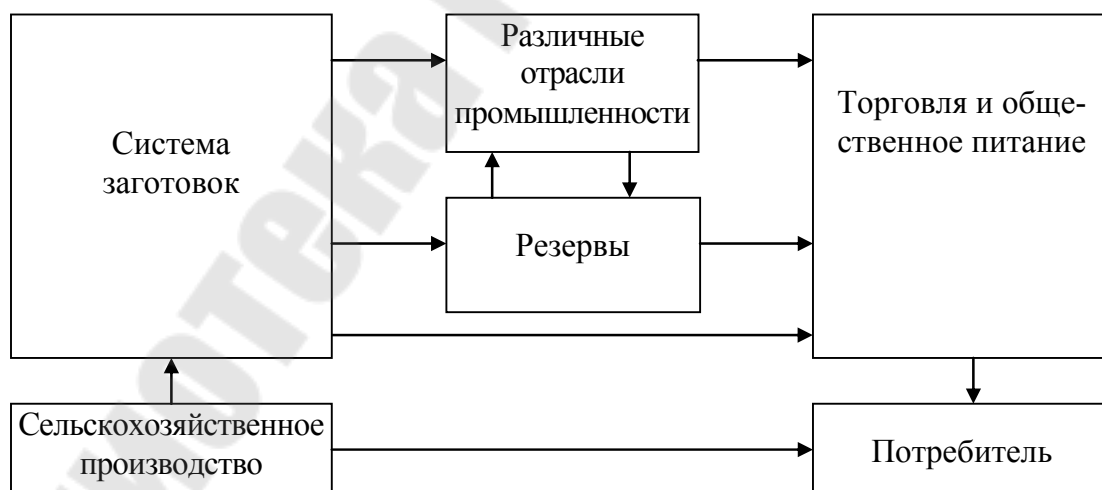 Различные
отрасли
промышленности
Торговля и обще-
ственное питание
Система
заготовок
Резервы
Сельскохозяйственное
производство
Потребитель